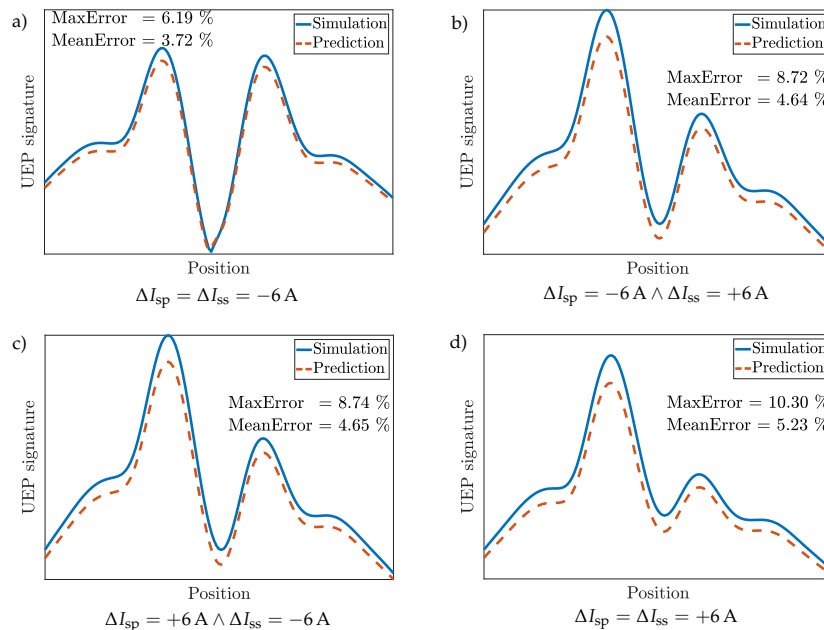 a)
MaxError = 6.19 %
MeanError = 3.72 %
Simulation
Prediction
UEP signature
Position
ΔI_sp = ΔI_ss = −6 A
b)
Simulation
Prediction
MaxError = 8.72 %
MeanError = 4.64 %
UEP signature
Position
ΔI_sp = −6 A ∧ ΔI_ss = +6 A
c)
Simulation
Prediction
MaxError = 8.74 %
MeanError = 4.65 %
UEP signature
Position
ΔI_sp = +6 A ∧ ΔI_ss = −6 A
d)
Simulation
Prediction
MaxError = 10.30 %
MeanError = 5.23 %
UEP signature
Position
ΔI_sp = ΔI_ss = +6 A